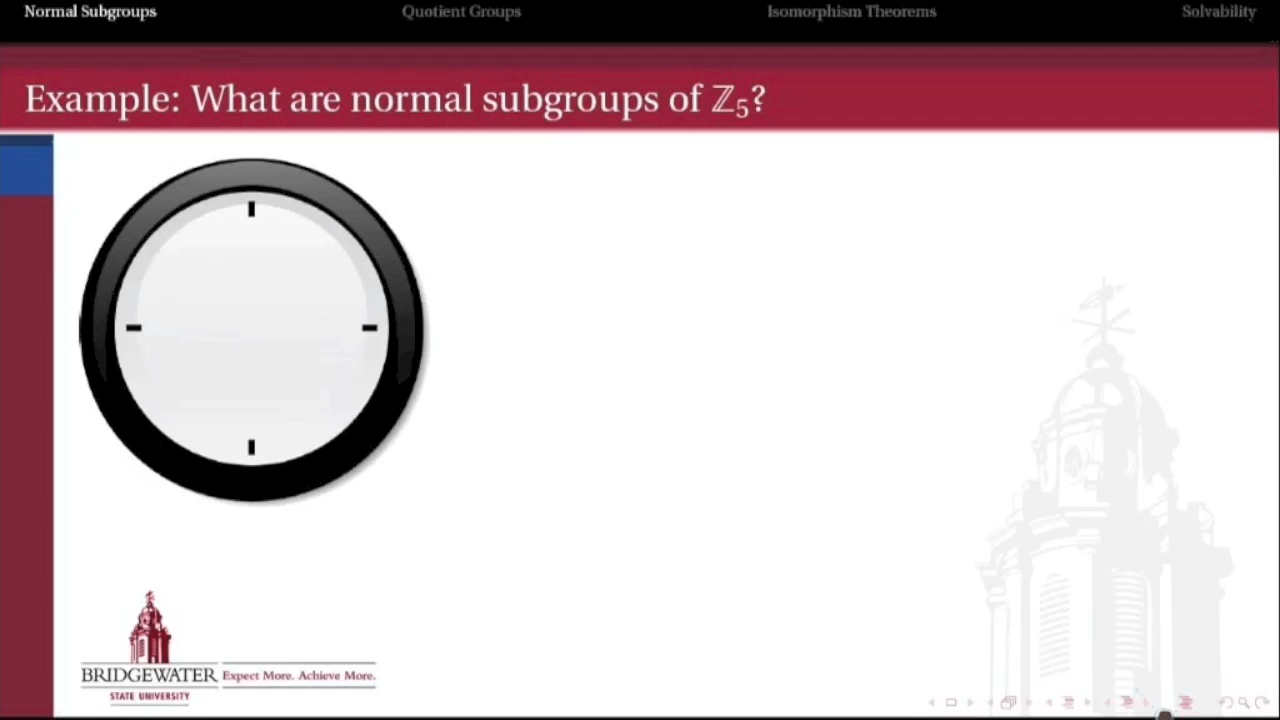 Normal Subgroups Quotient Groups Isomorphism Theorems Solvability
Example: What are normal subgroups of ℤ₅?
BRIDGEWATER Expect More. Achieve More.
STATE UNIVERSITY